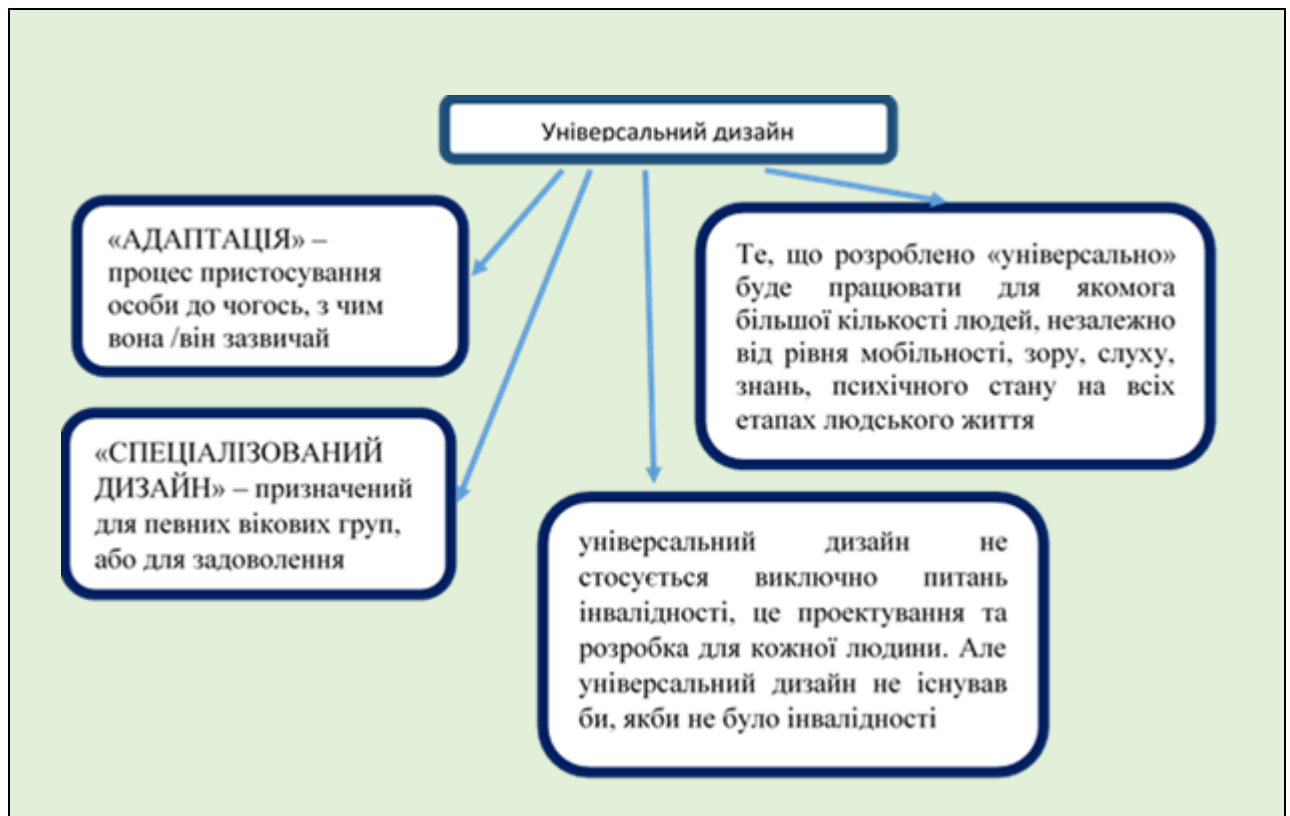 Універсальний дизайн
«АДАПТАЦІЯ» –
процес пристосування
особи до чогось, з чим
вона /він зазвичай
Те, що розроблено «універсально»
буде працювати для якомога
більшої кількості людей, незалежно
від рівня мобільності, зору, слуху,
знань, психічного стану на всіх
етапах людського життя
«СПЕЦІАЛІЗОВАНИЙ
ДИЗАЙН» – призначений
для певних вікових груп,
або для задоволення
універсальний дизайн не
стосується виключно питань
інвалідності, це проектування та
розробка для кожної людини. Але
універсальний дизайн не існував
би, якби не було інвалідності